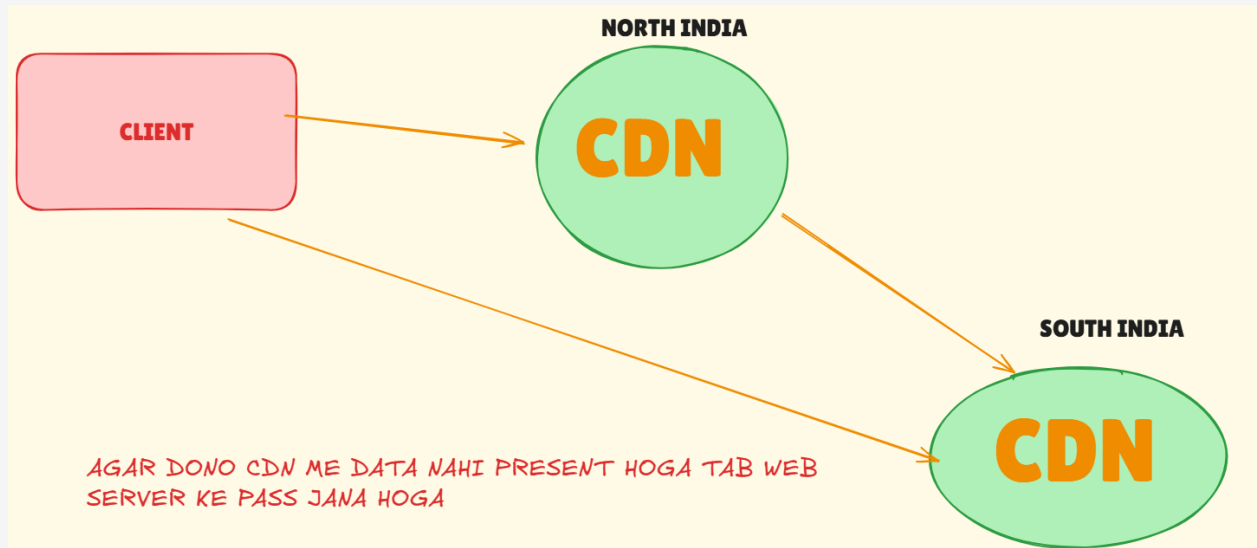 NORTH INDIA
CLIENT
CDN
SOUTH INDIA
CDN
AGAR DONO CDN ME DATA NAHI PRESENT HOGA TAB WEB
SERVER KE PASS JANA HOGA